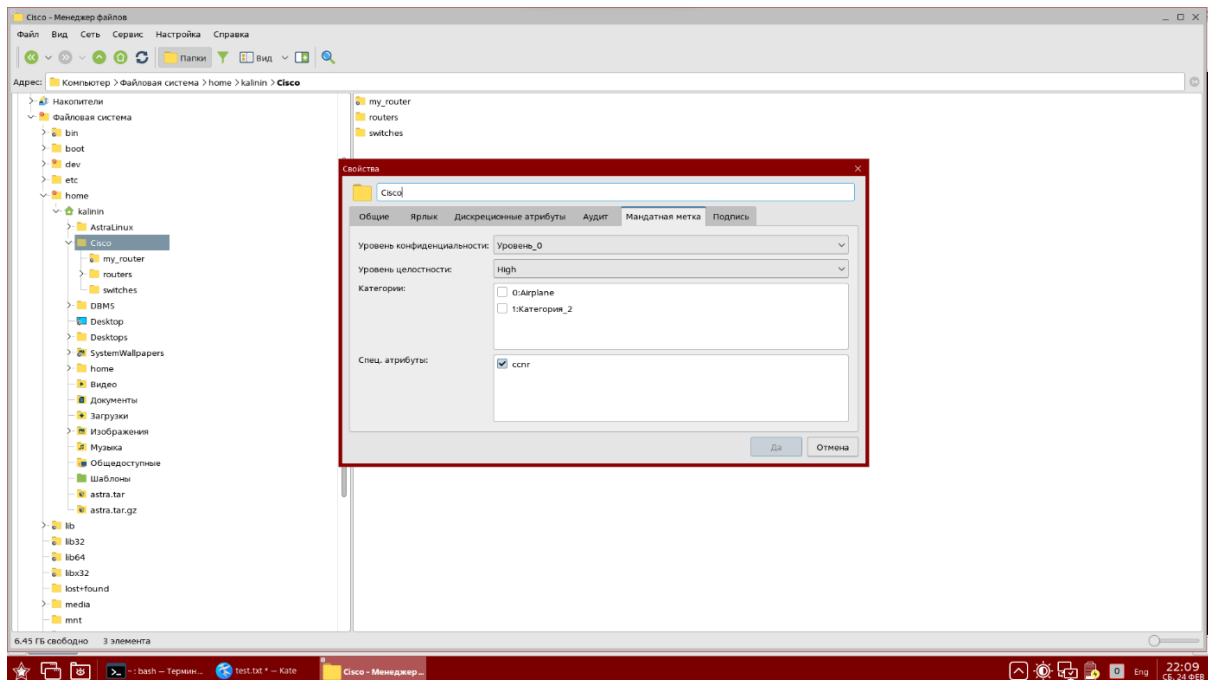 Cisco - Менеджер файлов
Файл Вид Сеть Сервис Настройка Справка
Папки Вид
Адрес: Компьютер > Файловая система > home > kalinin > Cisco
Накопители
Файловая система
bin
boot
dev
etc
home
kalinin
AstraLinux
Cisco
my_router
routers
switches
DBMS
Desktop
Desktops
SystemWallpapers
home
Видео
Документы
Загрузки
Изображения
Музыка
Общедоступные
Шаблоны
astra.tar
astra.tar.gz
lib
lib32
lib64
libx32
lost+found
media
mnt
my_router
routers
switches
Свойства
Cisco
Общие Ярлык Дискреционные атрибуты Аудит Мандатная метка Подпись
Уровень конфиденциальности: Уровень_0
Уровень целостности: High
Категории: 0:Airplane
1:Категория_2
Спец. атрибуты: ccnr
Да Отмена
6.45 ГБ свободно 3 элемента
~ : bash — Термин... test.txt * — Kate Cisco - Менеджер... 0 Eng 22:09
СБ, 24 ФЕВ